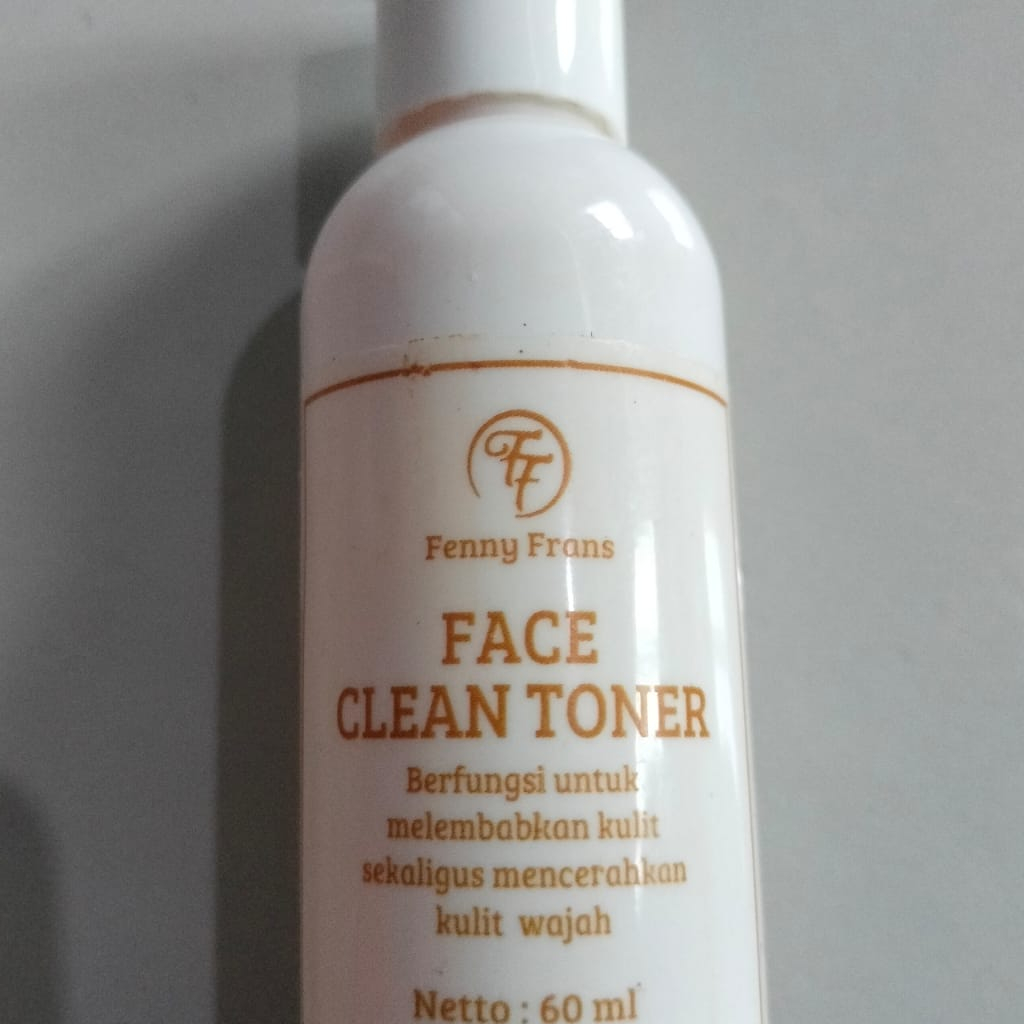 FF
Fenny Frans
FACE
CLEAN TONER
Berfungsi untuk
melembabkan kulit
sekaligus mencerahkan
kulit wajah
Netto : 60 ml